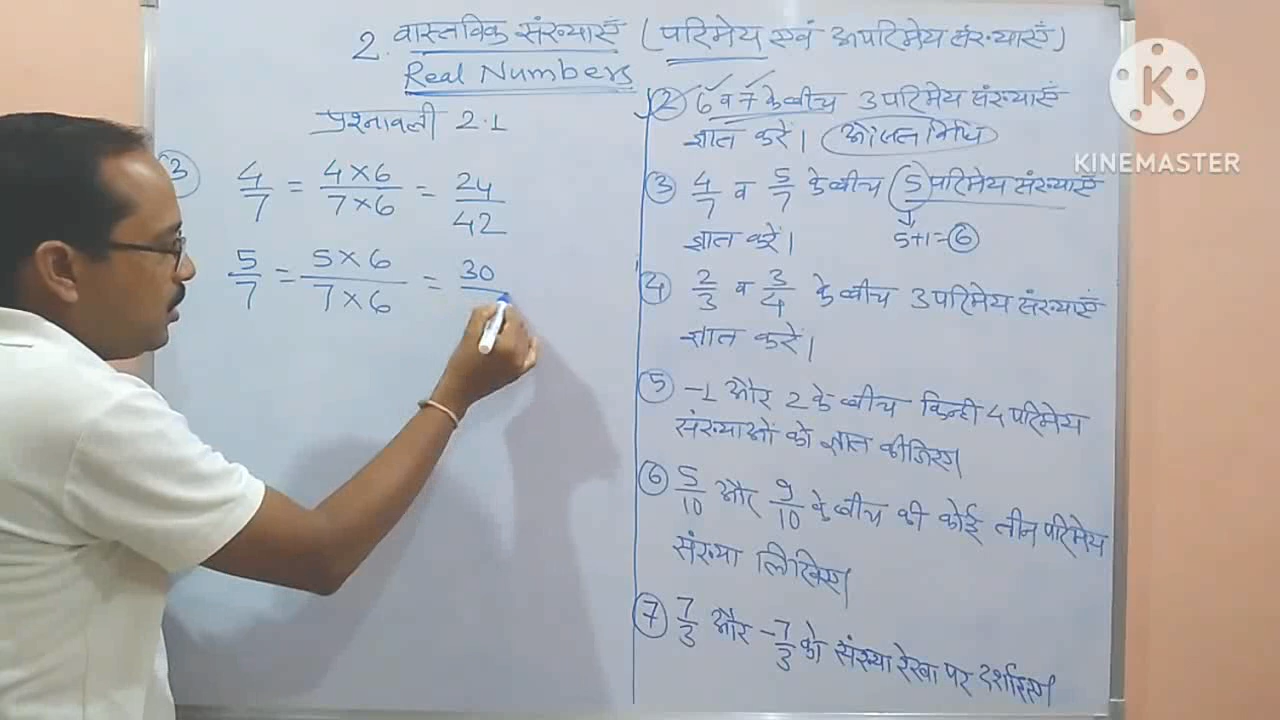 2. वास्तविक संख्याएँ (परिमेय एवं अपरिमेय संख्याएँ)
Real Numbers
प्रश्नावली 2.1
3 4/7 = 4×6/7×6 = 24/42
5/7 = 5×6/7×6 = 30
(2) 6 व 7 के बीच 3 परिमेय संख्याएँ
ज्ञात करें। औसत विधि
(3) 4/7 व 5/7 के बीच 5 परिमेय संख्याएँ
ज्ञात करें। 5+1=6
(4) 2/3 व 3/4 के बीच 3 परिमेय संख्याएँ
ज्ञात करें।
(5) -1 और 2 के बीच किन्ही 4 परिमेय
संख्याओं को ज्ञात कीजिए।
(6) 5/10 और 9/10 के बीच की कोई तीन परिमेय
संख्या लिखिए।
(7) 7/3 और -7/3 को संख्या रेखा पर दर्शाइए।
K
KINEMASTER